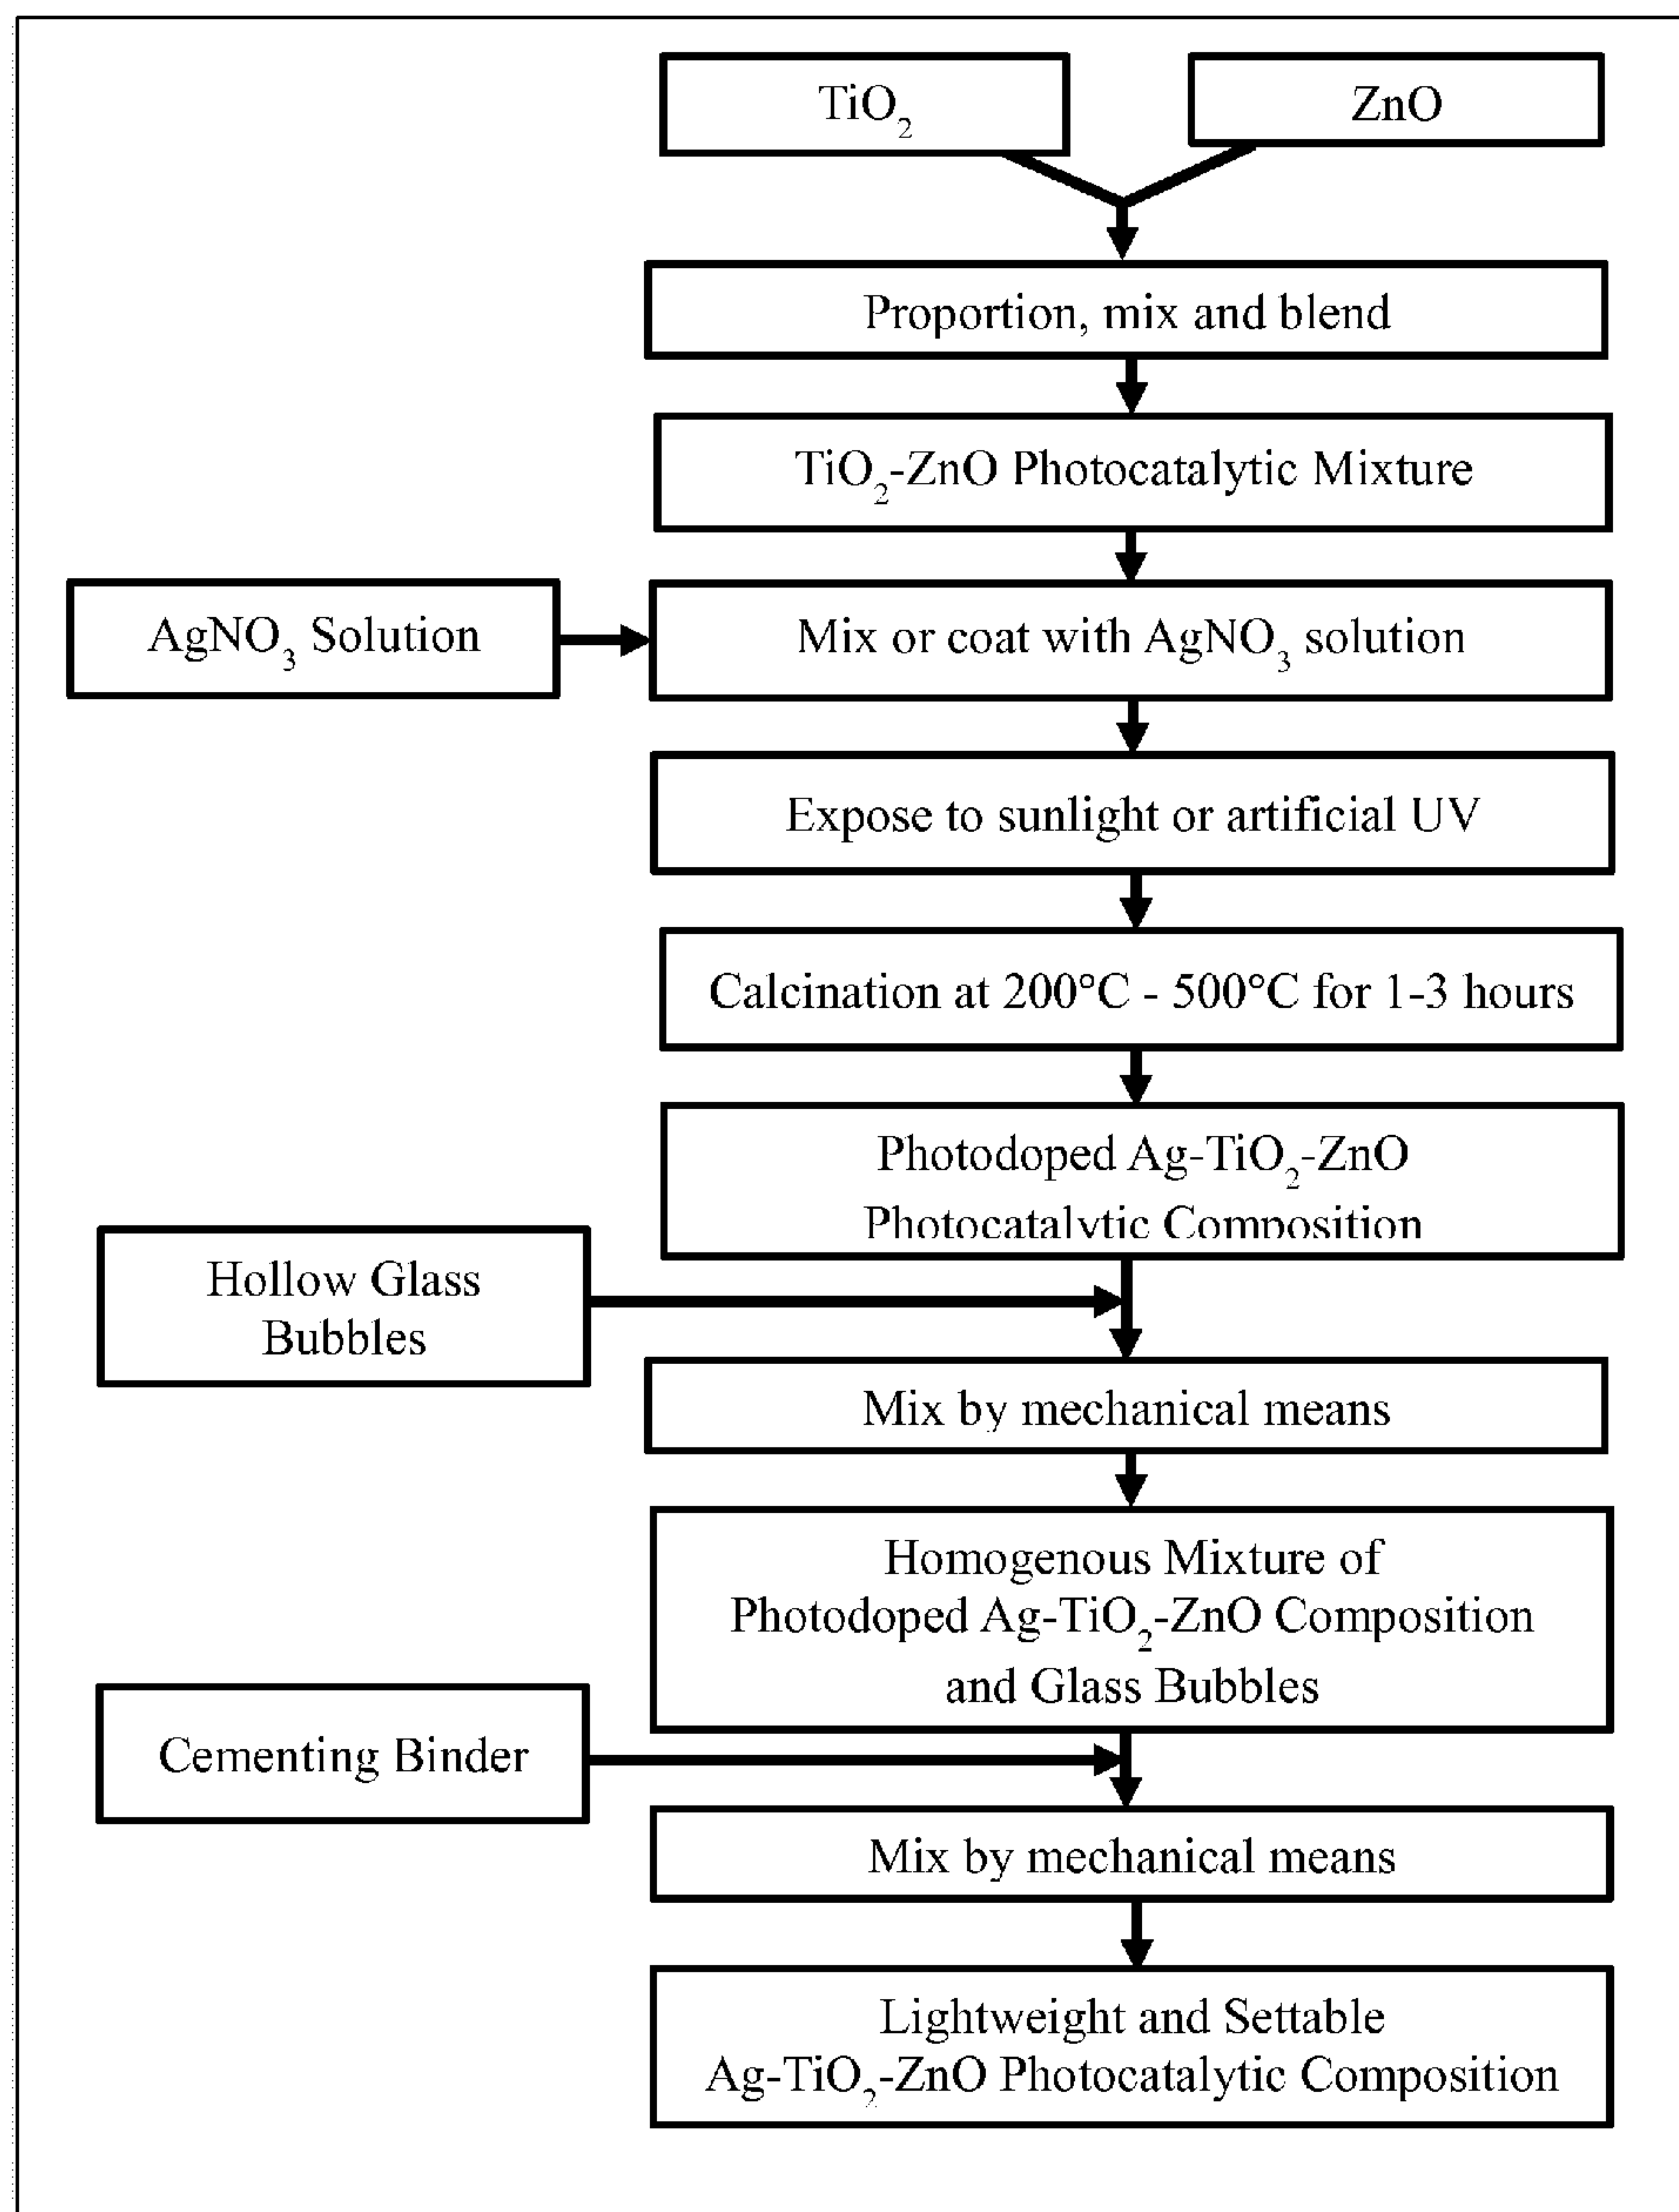 TiO₂
ZnO
Proportion, mix and blend
TiO₂-ZnO Photocatalytic Mixture
AgNO₃ Solution
Mix or coat with AgNO₃ solution
Expose to sunlight or artificial UV
Calcination at 200°C - 500°C for 1-3 hours
Photodoped Ag-TiO₂-ZnO
Photocatalytic Composition
Hollow Glass
Bubbles
Mix by mechanical means
Homogenous Mixture of
Photodoped Ag-TiO₂-ZnO Composition
and Glass Bubbles
Cementing Binder
Mix by mechanical means
Lightweight and Settable
Ag-TiO₂-ZnO Photocatalytic Composition